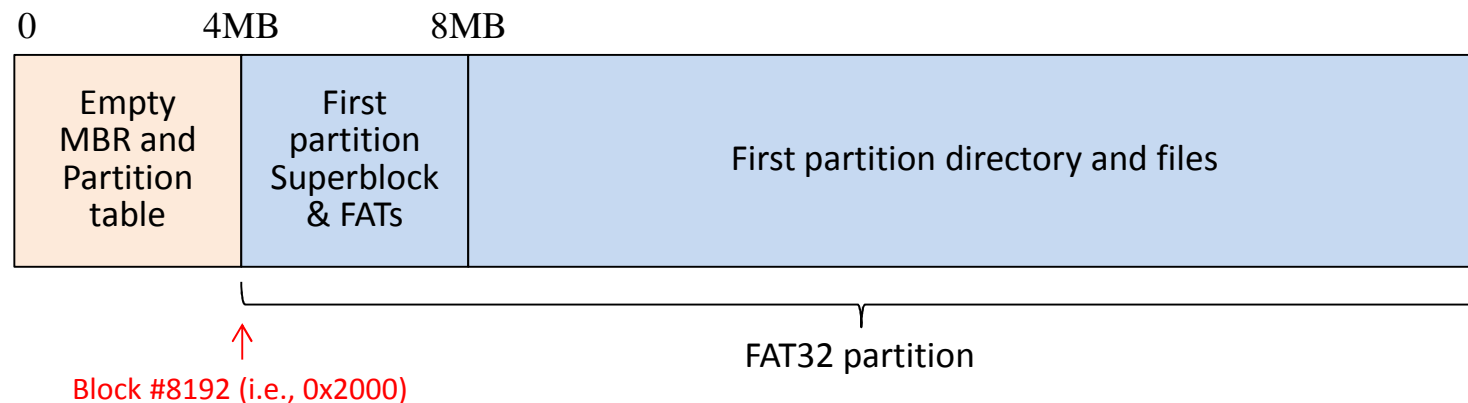 0 4MB 8MB
Empty
MBR and
Partition
table
First
partition
Superblock
& FATs
First partition directory and files
FAT32 partition
Block #8192 (i.e., 0x2000)